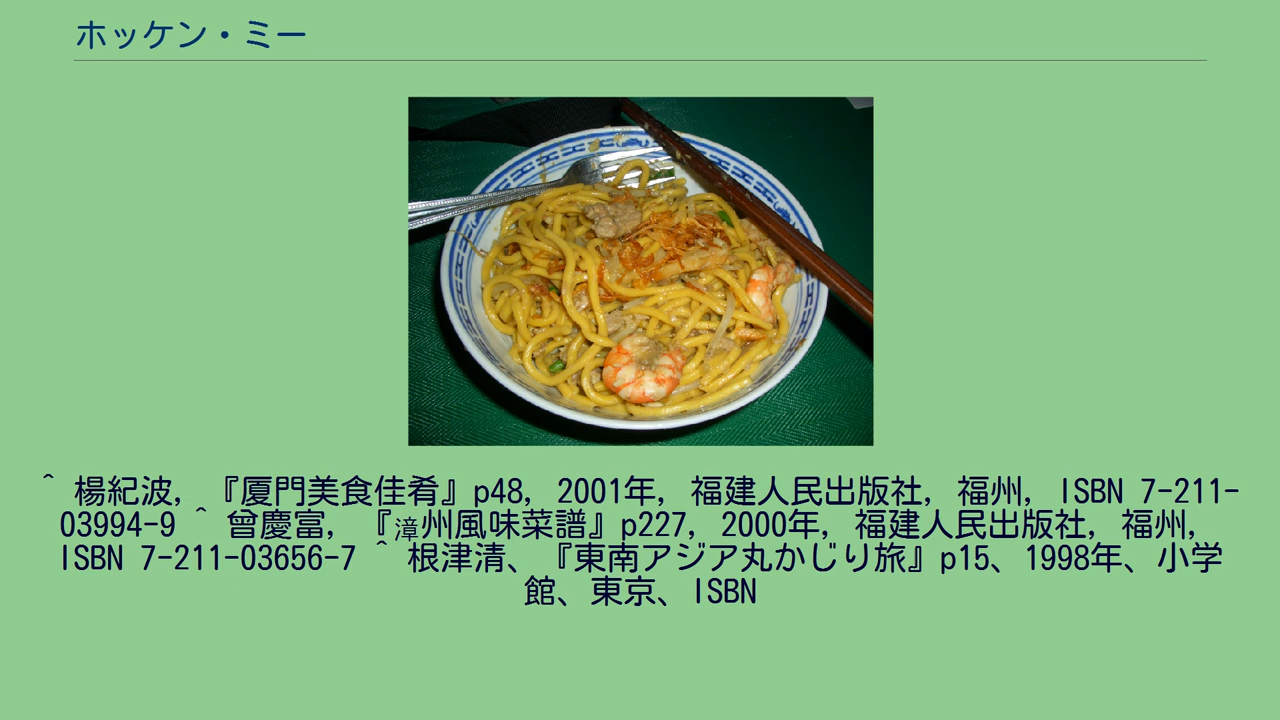 ホッケン・ミー
^ 楊紀波, 『厦門美食佳肴』p48, 2001年, 福建人民出版社, 福州, ISBN 7-211-
03994-9 ^ 曾慶富, 『漳州風味菜譜』p227, 2000年, 福建人民出版社, 福州,
ISBN 7-211-03656-7 ^ 根津清、『東南アジア丸かじり旅』p15、1998年、小学
館、東京、ISBN